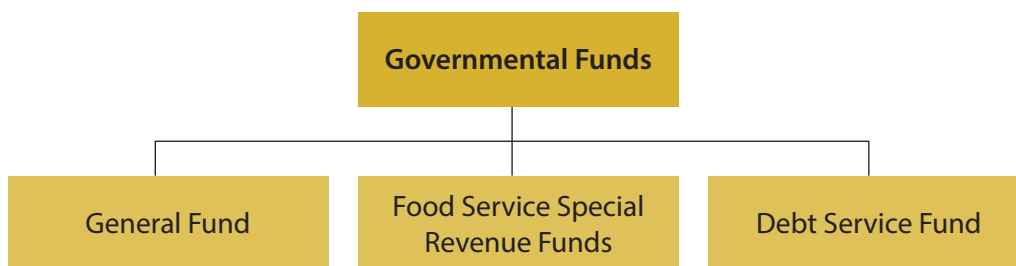 Governmental Funds
General Fund
Food Service Special
Revenue Funds
Debt Service Fund